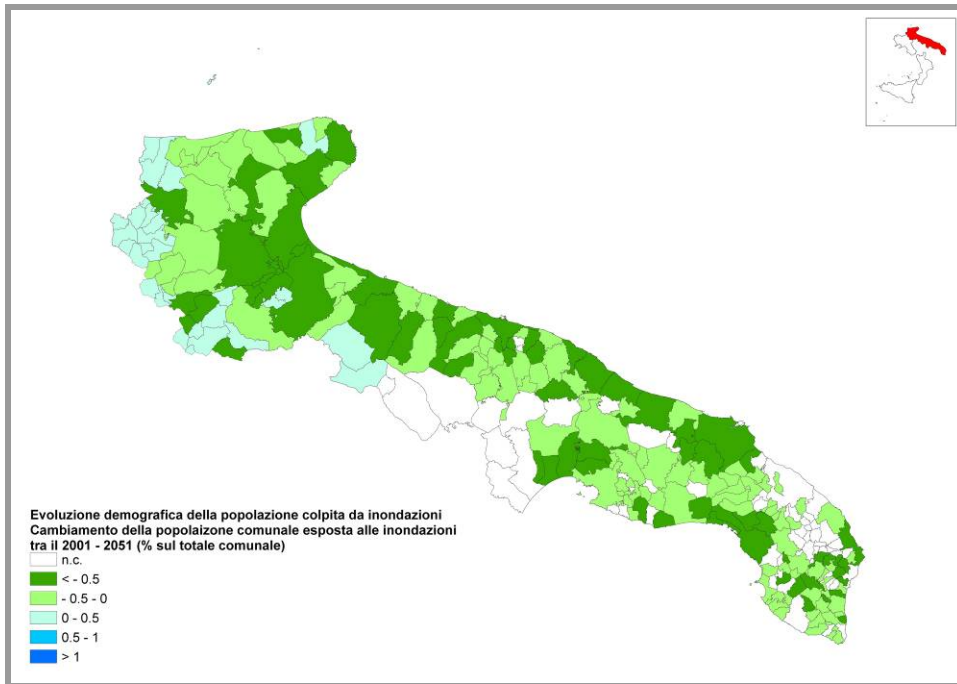 Evoluzione demografica della popolazione colpita da inondazioni
Cambiamento della popolaizone comunale esposta alle inondazioni
tra il 2001 - 2051 (% sul totale comunale)
n.c.
< - 0.5
- 0.5 - 0
0 - 0.5
0.5 - 1
> 1